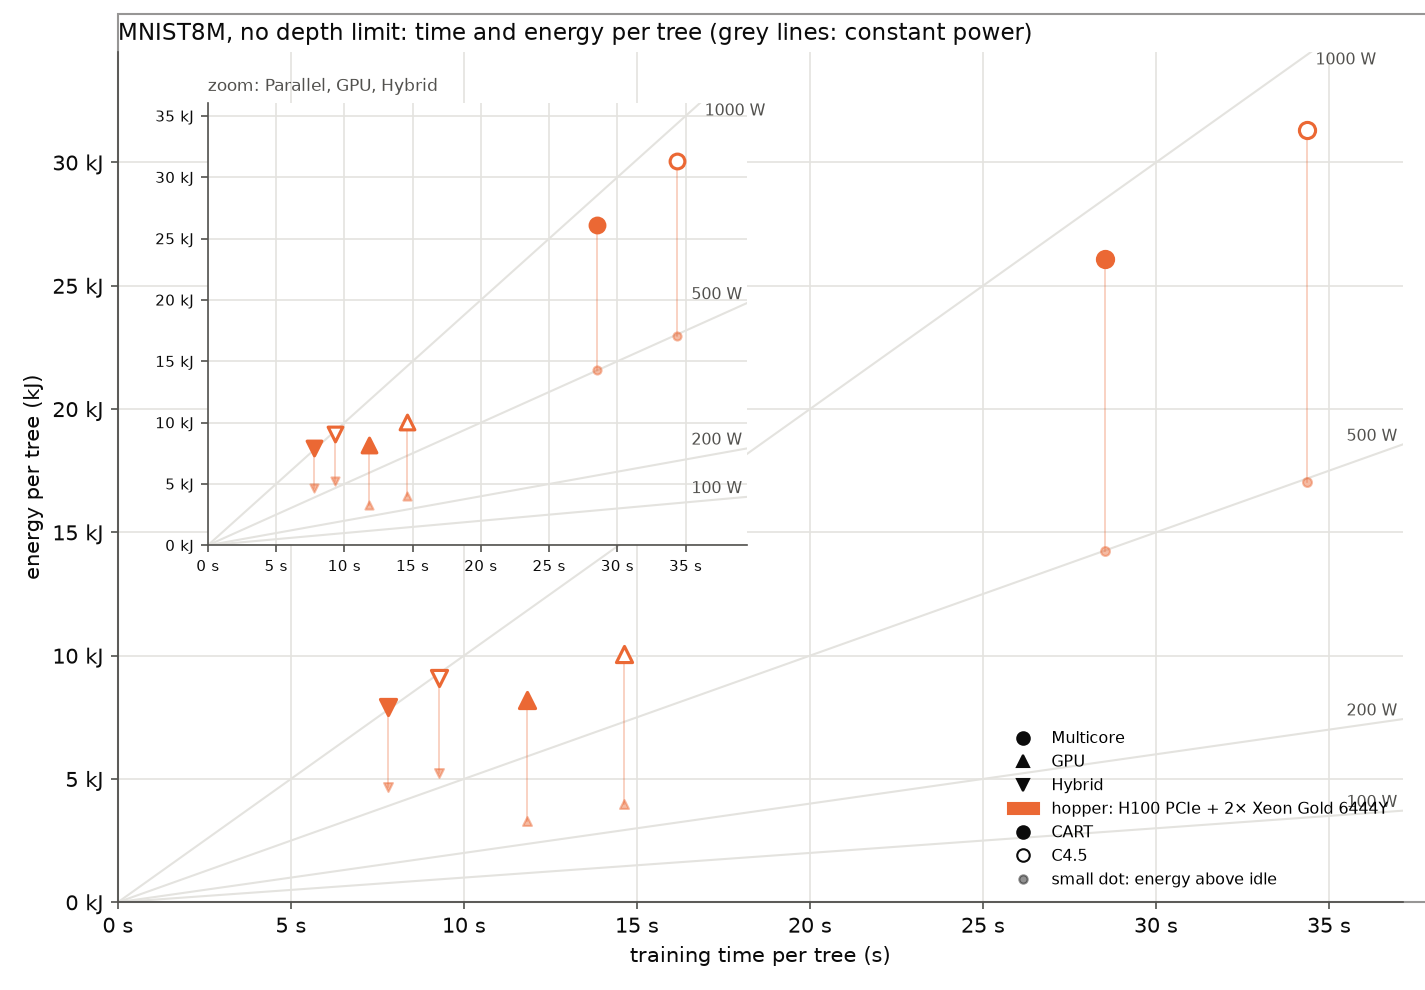 MNIST8M, no depth limit: time and energy per tree (grey lines: constant power)
1000 W
zoom: Parallel, GPU, Hybrid
1000 W
35 kJ
30 kJ
25 kJ
20 kJ
15 kJ
10 kJ
5 kJ
0 kJ
500 W
200 W
100 W
0 s 5 s 10 s 15 s 20 s 25 s 30 s 35 s
30 kJ
25 kJ
20 kJ
15 kJ
10 kJ
5 kJ
0 kJ
energy per tree (kJ)
500 W
200 W
100 W
Multicore
GPU
Hybrid
hopper: H100 PCIe + 2× Xeon Gold 6444Y
CART
C4.5
small dot: energy above idle
0 s 5 s 10 s 15 s 20 s 25 s 30 s 35 s
training time per tree (s)